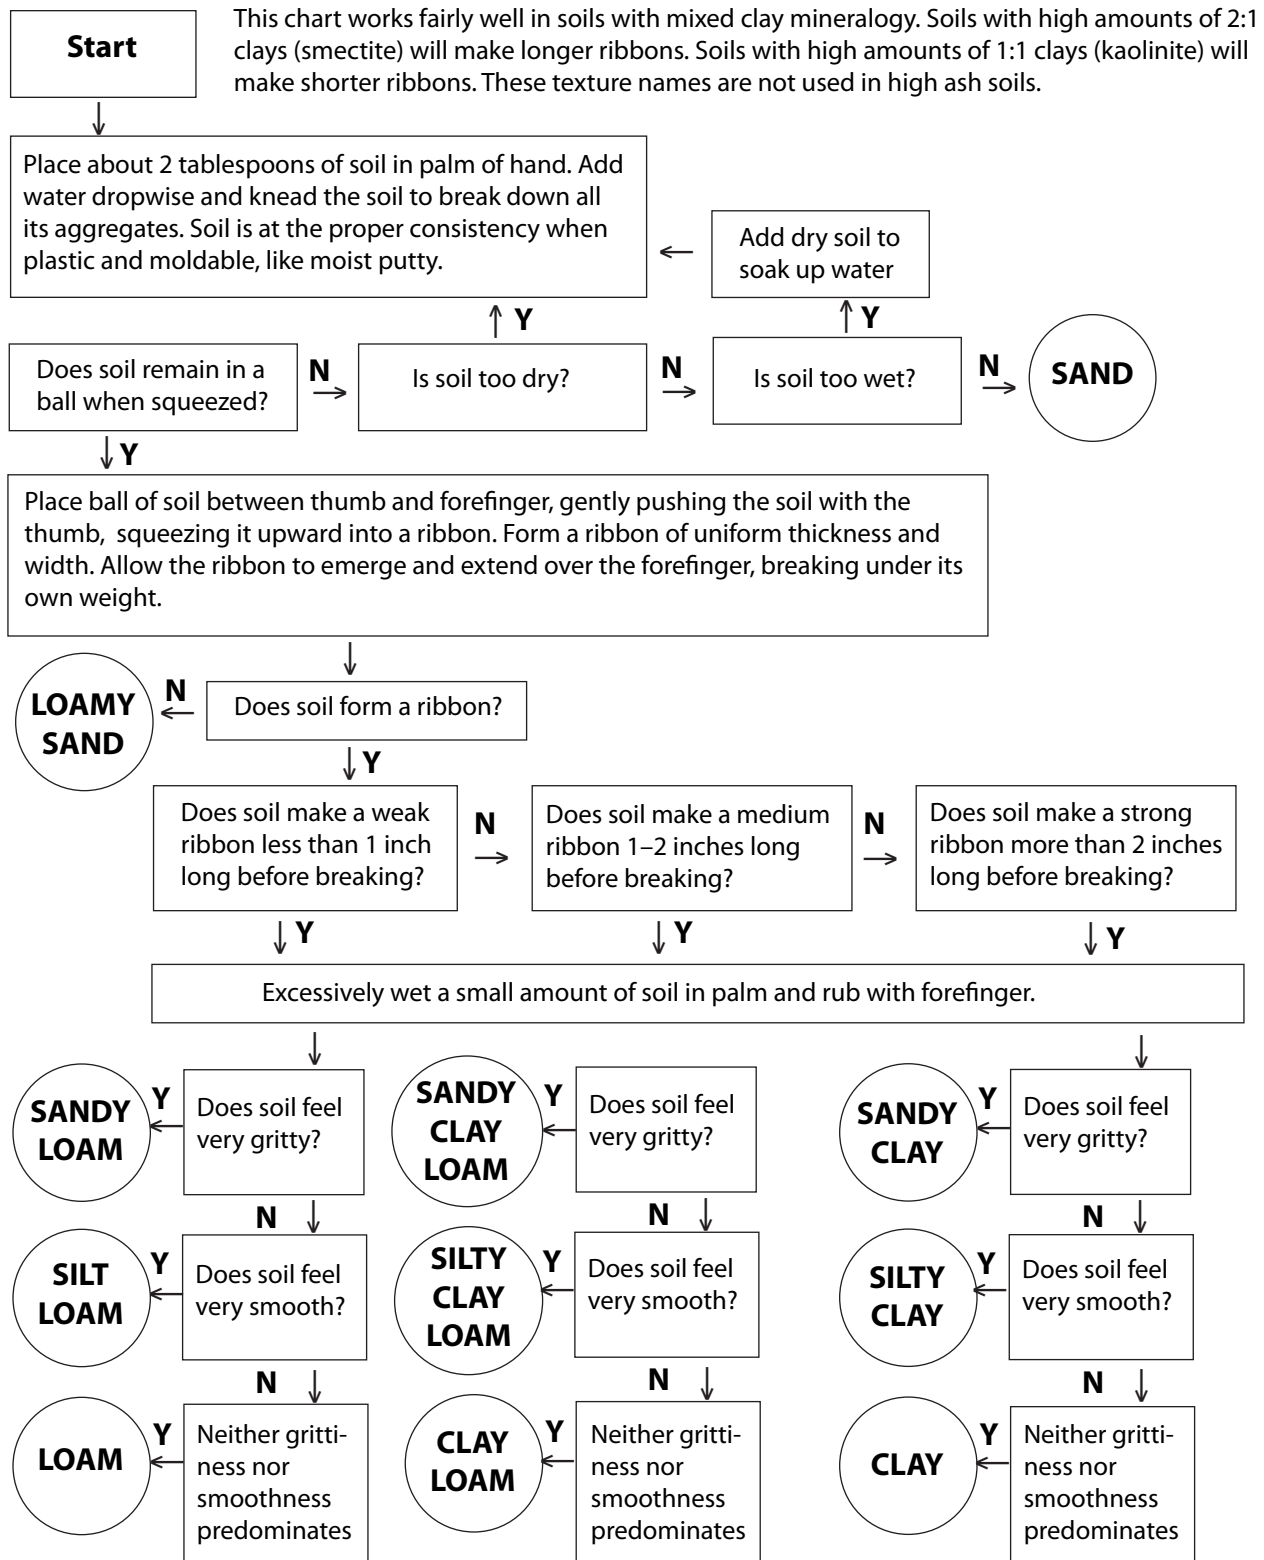 Start
This chart works fairly well in soils with mixed clay mineralogy. Soils with high amounts of 2:1
clays (smectite) will make longer ribbons. Soils with high amounts of 1:1 clays (kaolinite) will
make shorter ribbons. These texture names are not used in high ash soils.
Place about 2 tablespoons of soil in palm of hand. Add
water dropwise and knead the soil to break down all
its aggregates. Soil is at the proper consistency when
plastic and moldable, like moist putty.
Add dry soil to
soak up water
Y
Y
Does soil remain in a
ball when squeezed?
N
Is soil too dry?
N
Is soil too wet?
N
SAND
Y
Place ball of soil between thumb and forefinger, gently pushing the soil with the
thumb, squeezing it upward into a ribbon. Form a ribbon of uniform thickness and
width. Allow the ribbon to emerge and extend over the forefinger, breaking under its
own weight.
LOAMY
SAND
N
Does soil form a ribbon?
Y
Does soil make a weak
ribbon less than 1 inch
long before breaking?
N
Does soil make a medium
ribbon 1–2 inches long
before breaking?
N
Does soil make a strong
ribbon more than 2 inches
long before breaking?
Y
Y
Y
Excessively wet a small amount of soil in palm and rub with forefinger.
SANDY
LOAM
Y
Does soil feel
very gritty?
SANDY
CLAY
LOAM
Y
Does soil feel
very gritty?
SANDY
CLAY
Y
Does soil feel
very gritty?
N
N
N
SILT
LOAM
Y
Does soil feel
very smooth?
SILTY
CLAY
LOAM
Y
Does soil feel
very smooth?
SILTY
CLAY
Y
Does soil feel
very smooth?
N
N
N
LOAM
Y
Neither gritti-
ness nor
smoothness
predominates
CLAY
LOAM
Y
Neither gritti-
ness nor
smoothness
predominates
CLAY
Y
Neither gritti-
ness nor
smoothness
predominates